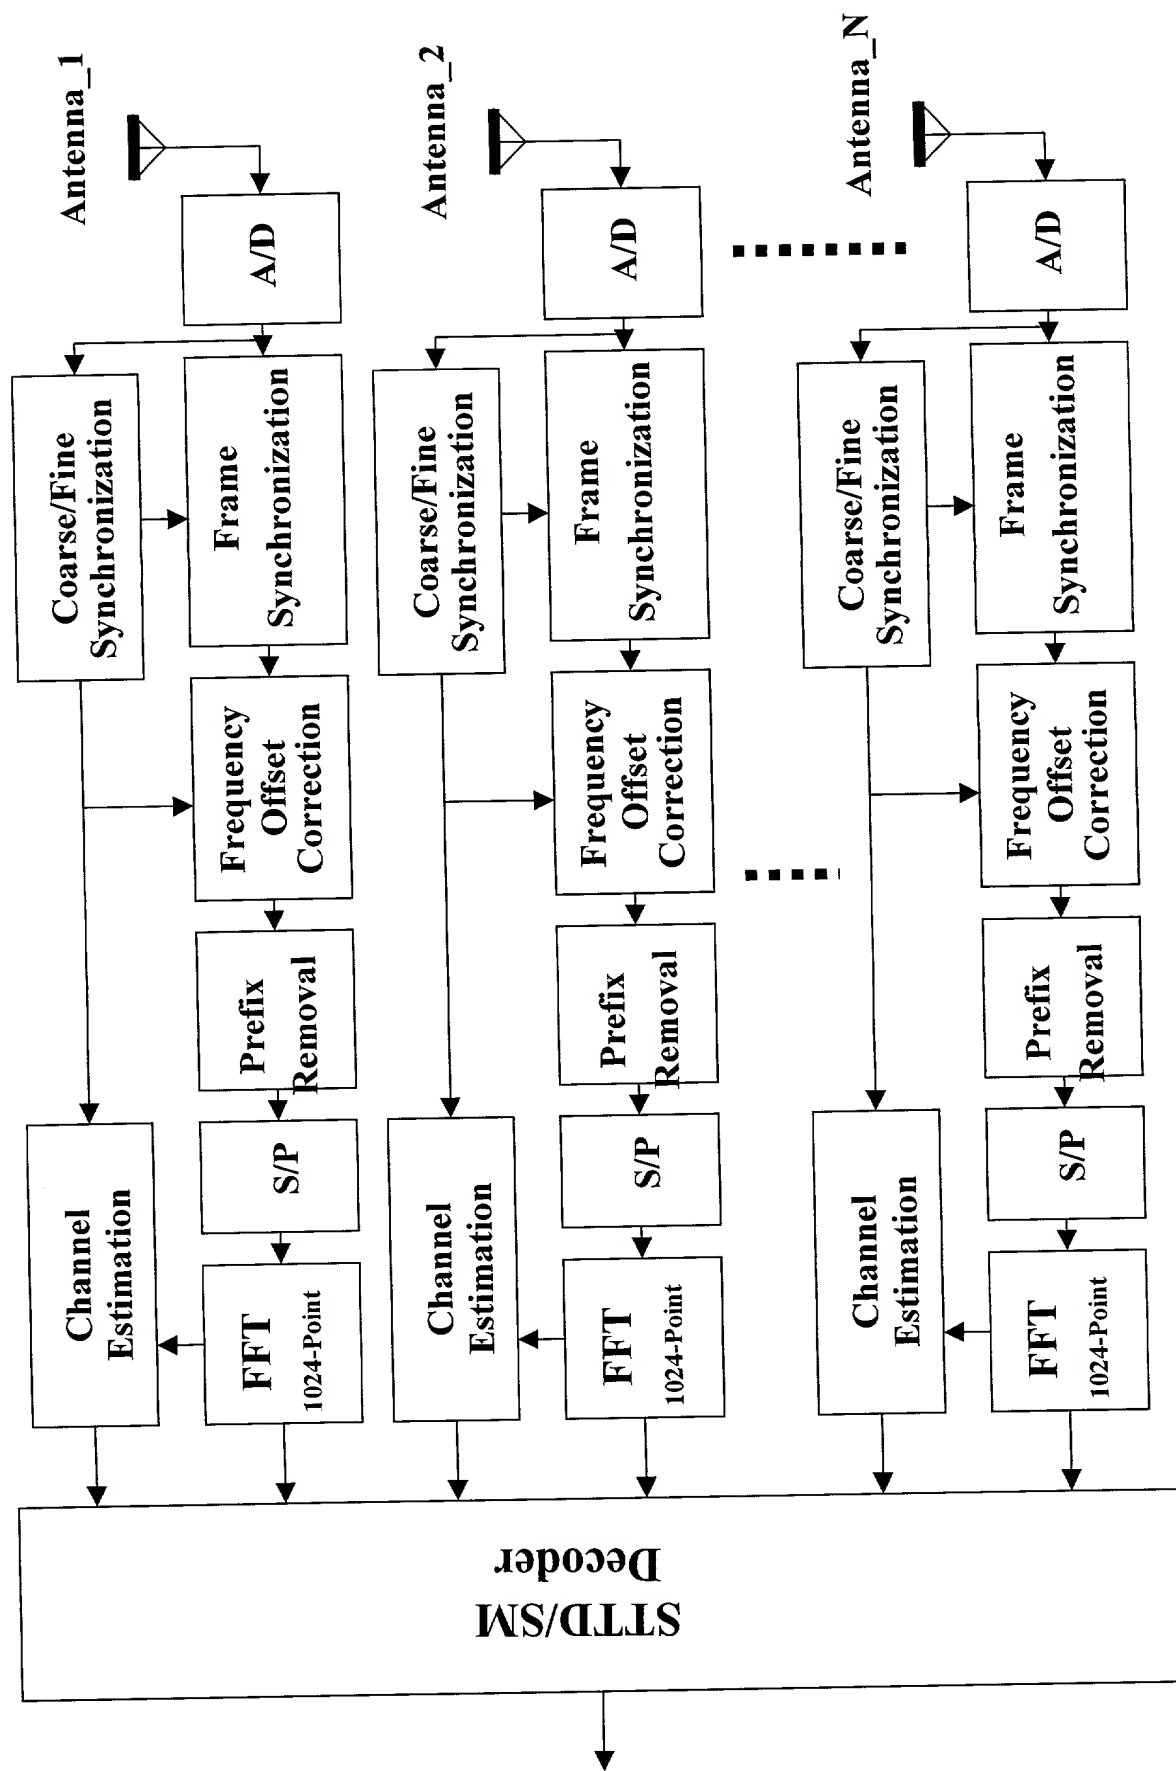 Antenna_1
A/D
Coarse/Fine
Synchronization
Frame
Synchronization
Frequency
Offset
Correction
Prefix
Removal
S/P
Channel
Estimation
FFT
1024-Point
Antenna_2
A/D
Coarse/Fine
Synchronization
Frame
Synchronization
Frequency
Offset
Correction
Prefix
Removal
S/P
Channel
Estimation
FFT
1024-Point
Antenna_N
A/D
Coarse/Fine
Synchronization
Frame
Synchronization
Frequency
Offset
Correction
Prefix
Removal
S/P
Channel
Estimation
FFT
1024-Point
STTD/SM
Decoder